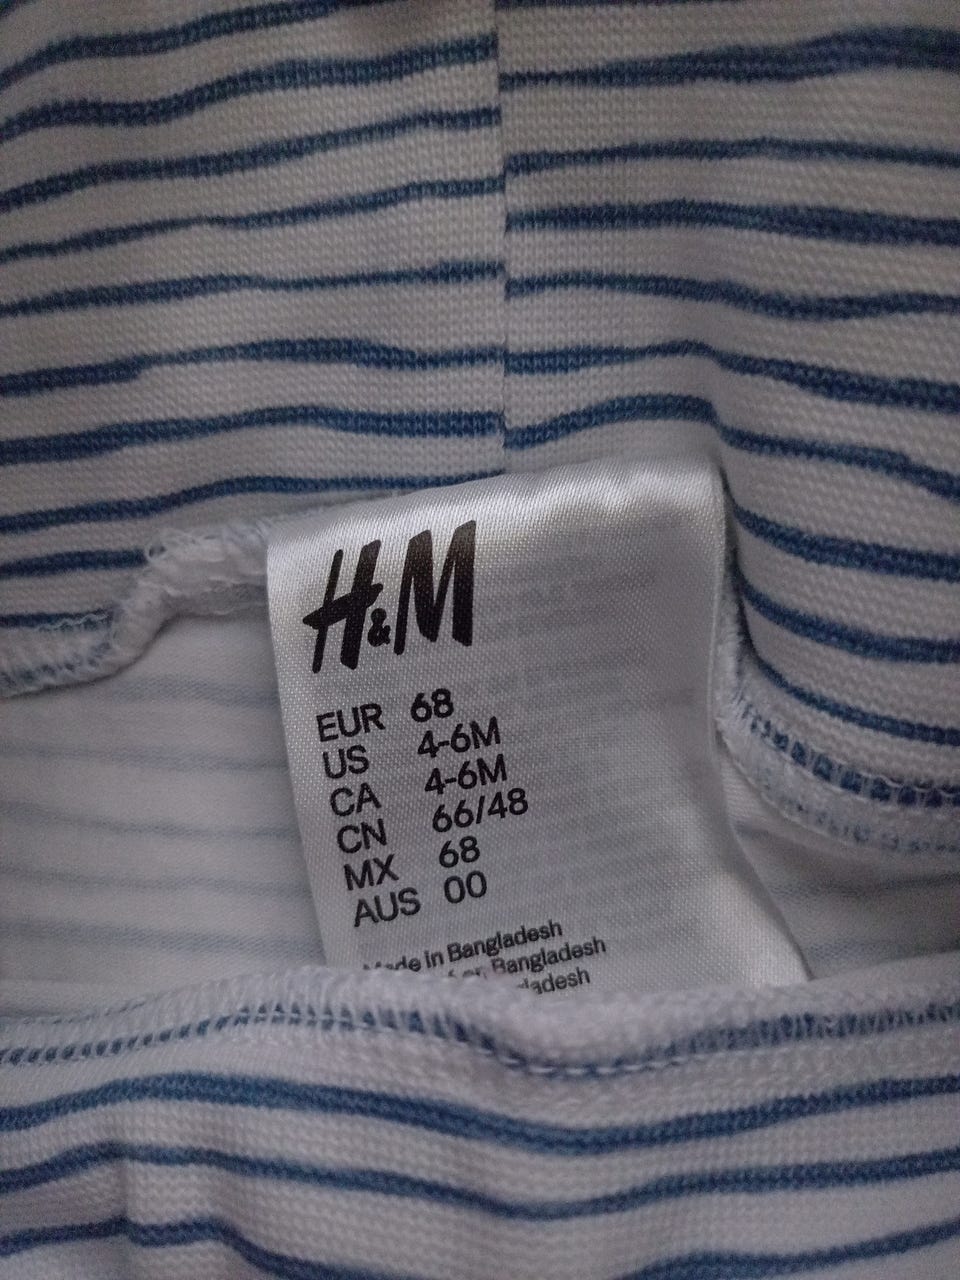 H&M
EUR 68
US 4-6M
CA 4-6M
CN 66/48
MX 68
AUS 00
Made in Bangladesh
Bangladesh